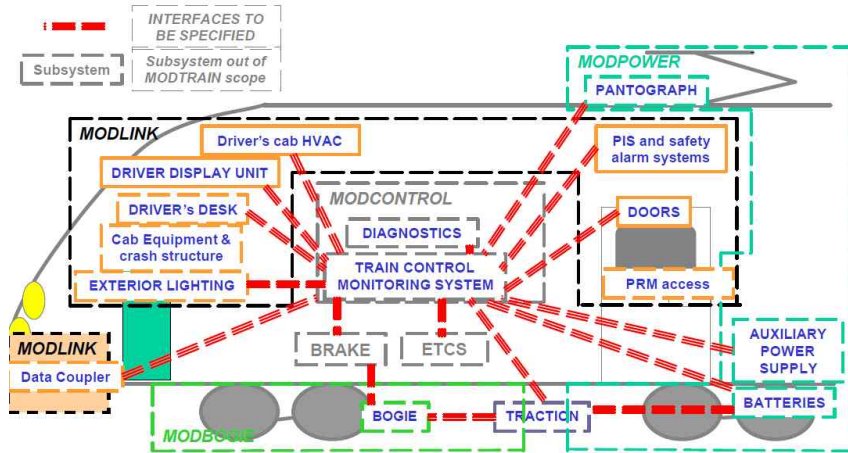 INTERFACES TO
BE SPECIFIED
Subsystem
Subsystem out of
MODTRAIN scope
MODPOWER
PANTOGRAPH
MODLINK
Driver's cab HVAC
PIS and safety
alarm systems
DRIVER DISPLAY UNIT
MODCONTROL
DRIVER's DESK
DOORS
DIAGNOSTICS
Cab Equipment &
crash structure
TRAIN CONTROL
MONITORING SYSTEM
EXTERIOR LIGHTING
PRM access
MODLINK
BRAKE
ETCS
AUXILIARY
POWER
SUPPLY
Data Coupler
BATTERIES
BOGIE
TRACTION
MODBOGIE